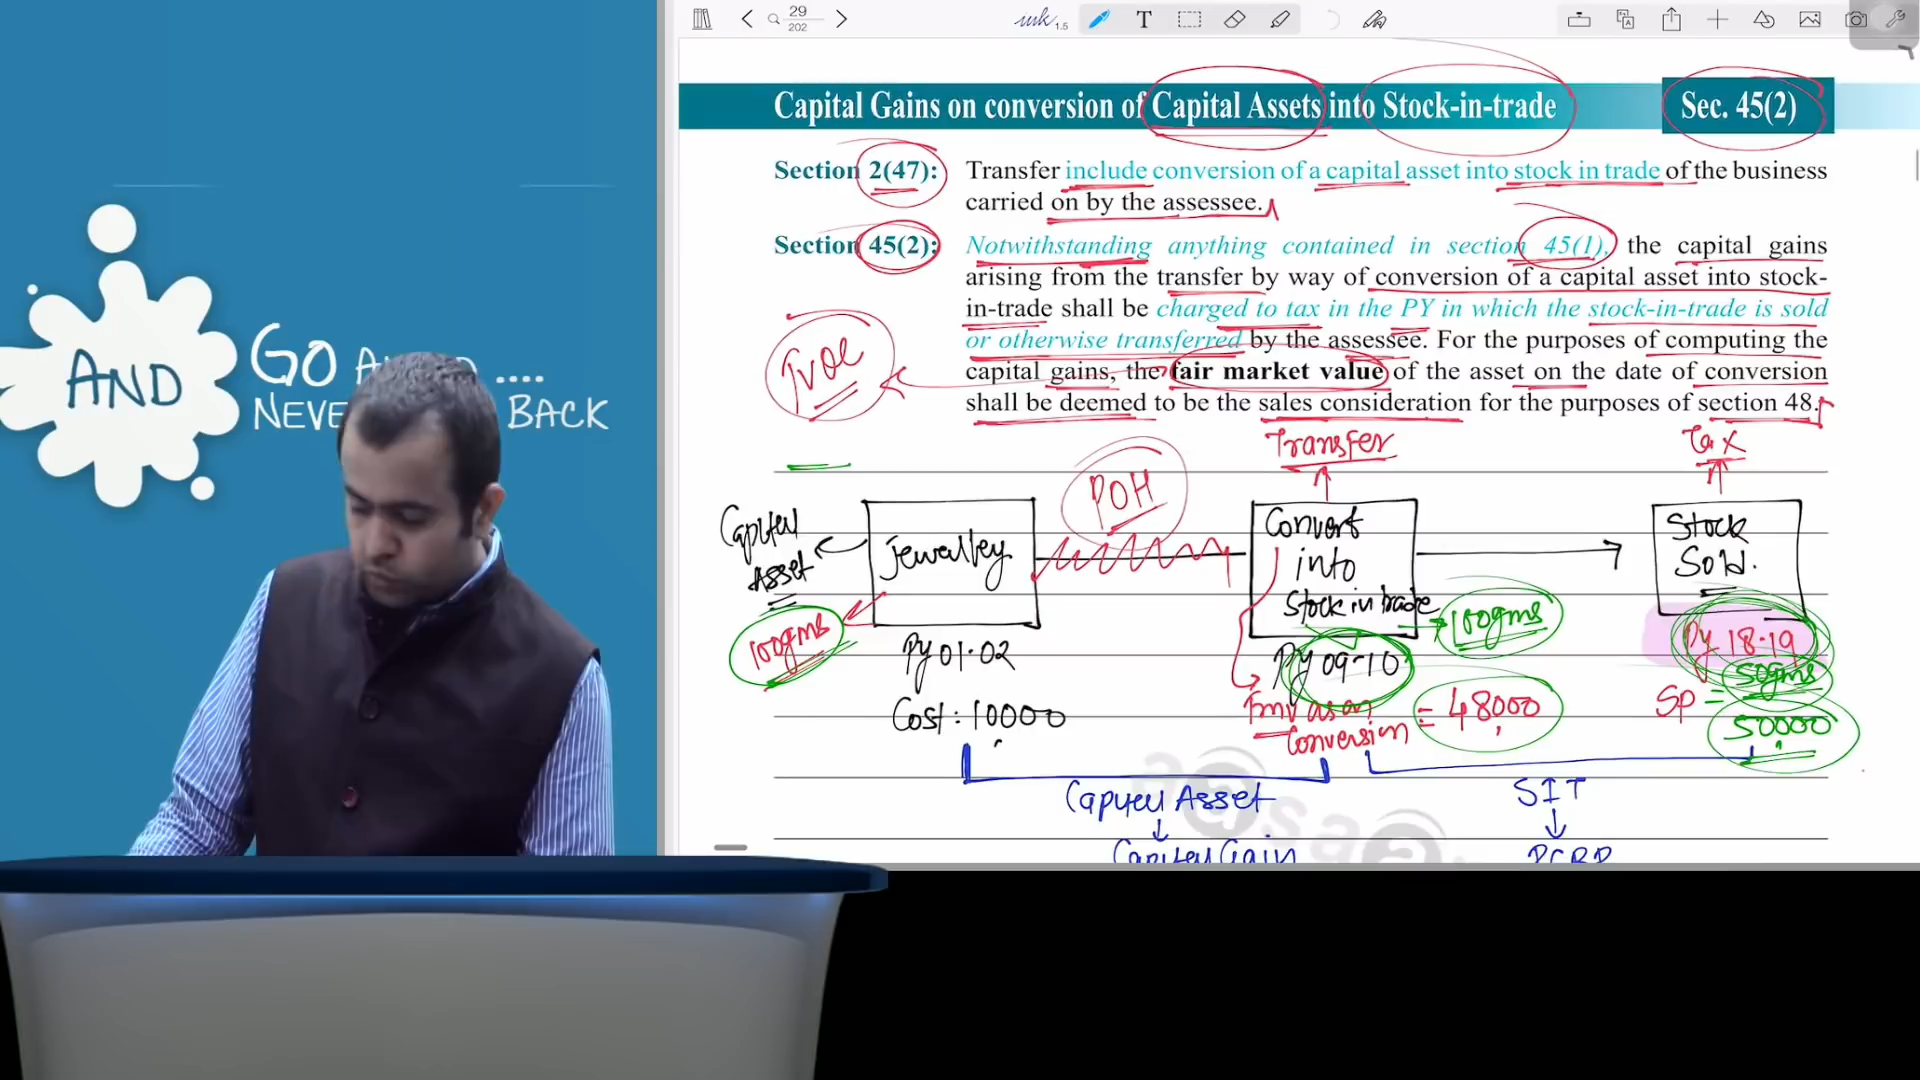 29
202
ink 1.5
T
Capital Gains on conversion of Capital Assets into Stock-in-trade Sec. 45(2)
Section 2(47): Transfer include conversion of a capital asset into stock in trade of the business
carried on by the assessee.
Section 45(2): Notwithstanding anything contained in section 45(1), the capital gains
arising from the transfer by way of conversion of a capital asset into stock-
in-trade shall be charged to tax in the PY in which the stock-in-trade is sold
or otherwise transferred by the assessee. For the purposes of computing the
capital gains, the fair market value of the asset on the date of conversion
shall be deemed to be the sales consideration for the purposes of section 48.
AND
GO A ....
NEVE BACK
FVOC
Transfer
Tax
POH
Capital
Asset
Jewellery
Convert
into
Stock in trade
Stock
Sold.
100gms
100gms
PY 01-02
PY 09-10
PY 18-19
50gms
Cost: 10000
Fmv as on
Conversion = 48000
SP = 50000
Capital Asset
SIT
Capital Gain
PGBP